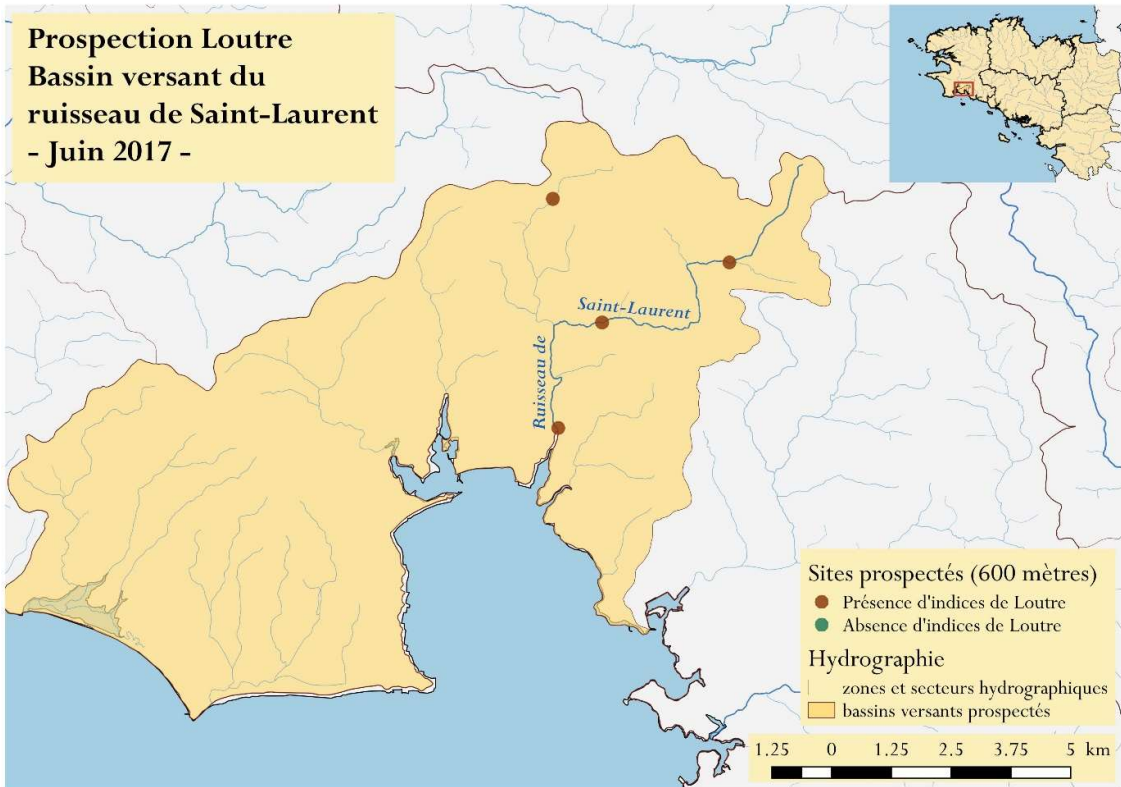 Prospection Loutre
Bassin versant du
ruisseau de Saint-Laurent
- Juin 2017 -
Saint-Laurent
Ruisseau de
Sites prospectés (600 mètres)
Présence d'indices de Loutre
Absence d'indices de Loutre
Hydrographie
zones et secteurs hydrographiques
bassins versants prospectés
1.25 0 1.25 2.5 3.75 5 km